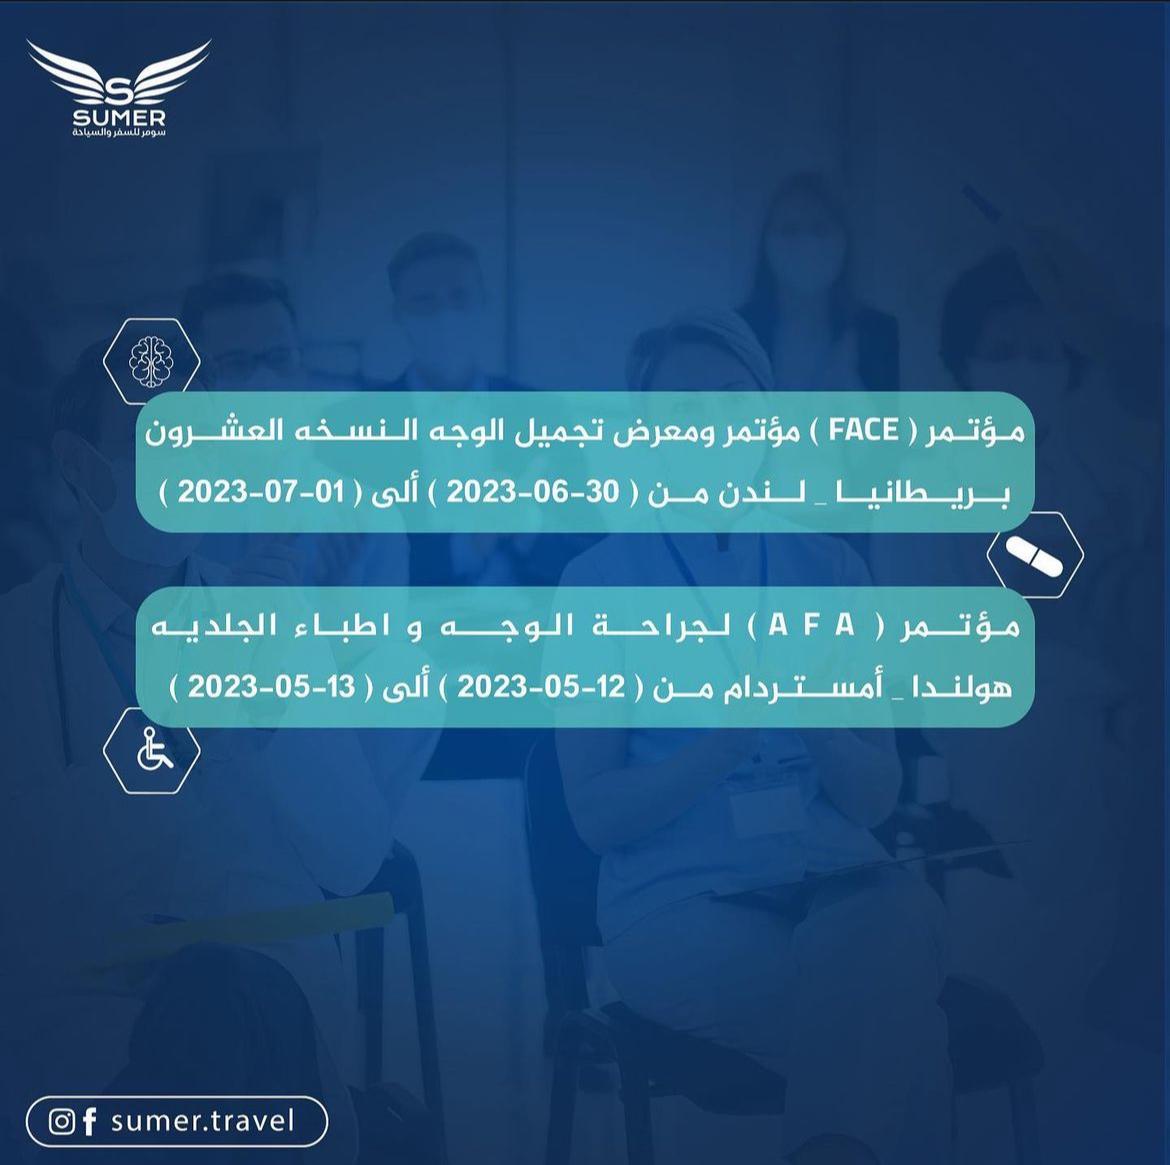 SUMER
سومر للسفر والسياحة
مؤتمر ( FACE ) مؤتمر ومعرض تجميل الوجه النسخه العشرون
بريطانيا _ لندن من ( 30-06-2023 ) ألى ( 01-07-2023 )
مؤتمر ( A F A ) لجراحة الوجه و اطباء الجلديه
هولندا _ أمستردام من ( 12-05-2023 ) ألى ( 13-05-2023 )
sumer.travel